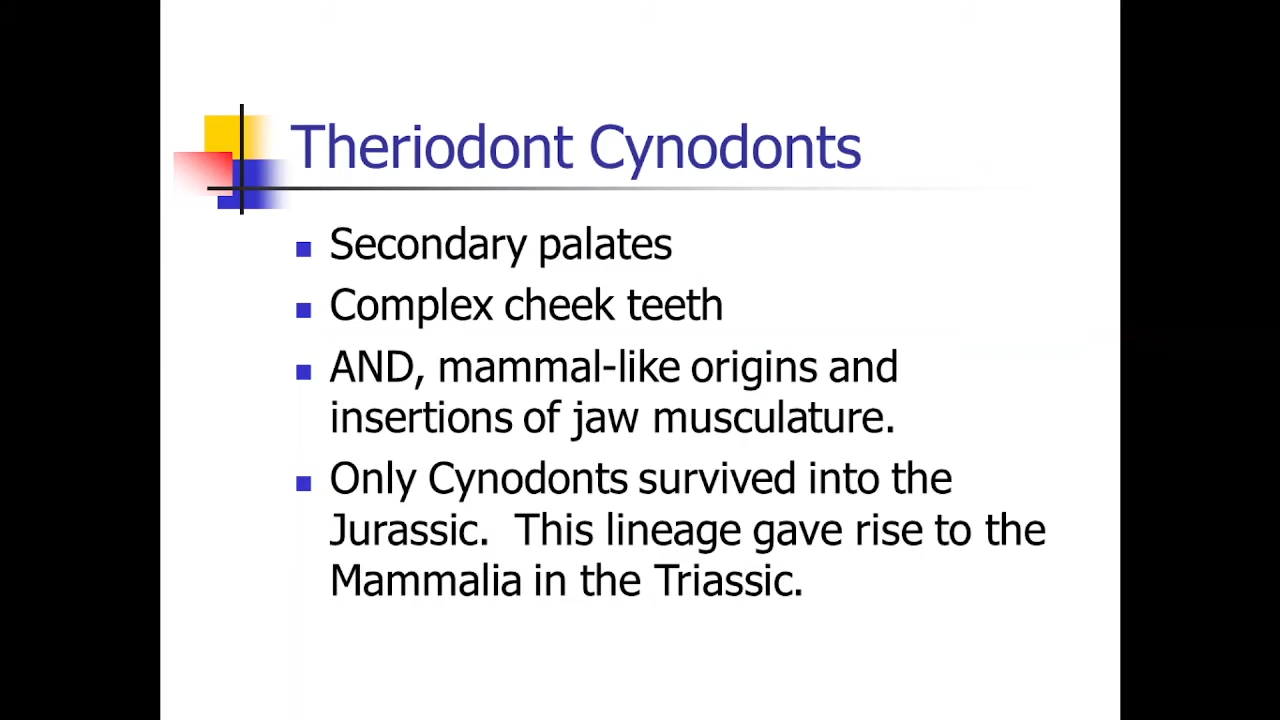 Theriodont Cynodonts
Secondary palates
Complex cheek teeth
AND, mammal-like origins and
insertions of jaw musculature.
Only Cynodonts survived into the
Jurassic.  This lineage gave rise to the
Mammalia in the Triassic.